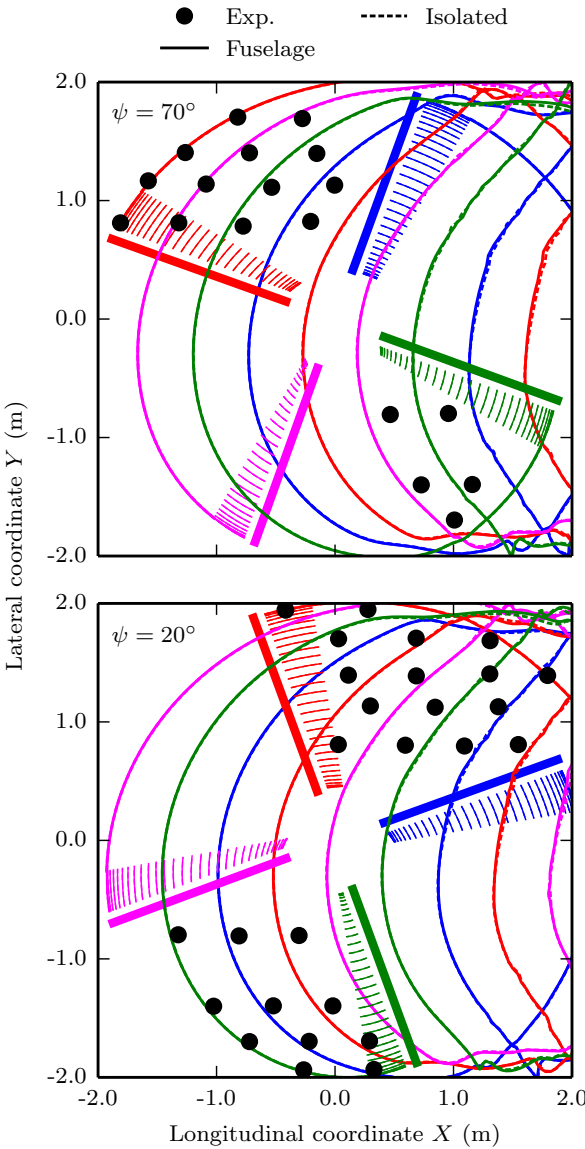 Exp.
Isolated
Fuselage
2.0
ψ = 70°
1.0
0.0
-1.0
-2.0
Lateral coordinate Y (m)
2.0
ψ = 20°
1.0
0.0
-1.0
-2.0
-2.0 -1.0 0.0 1.0 2.0
Longitudinal coordinate X (m)